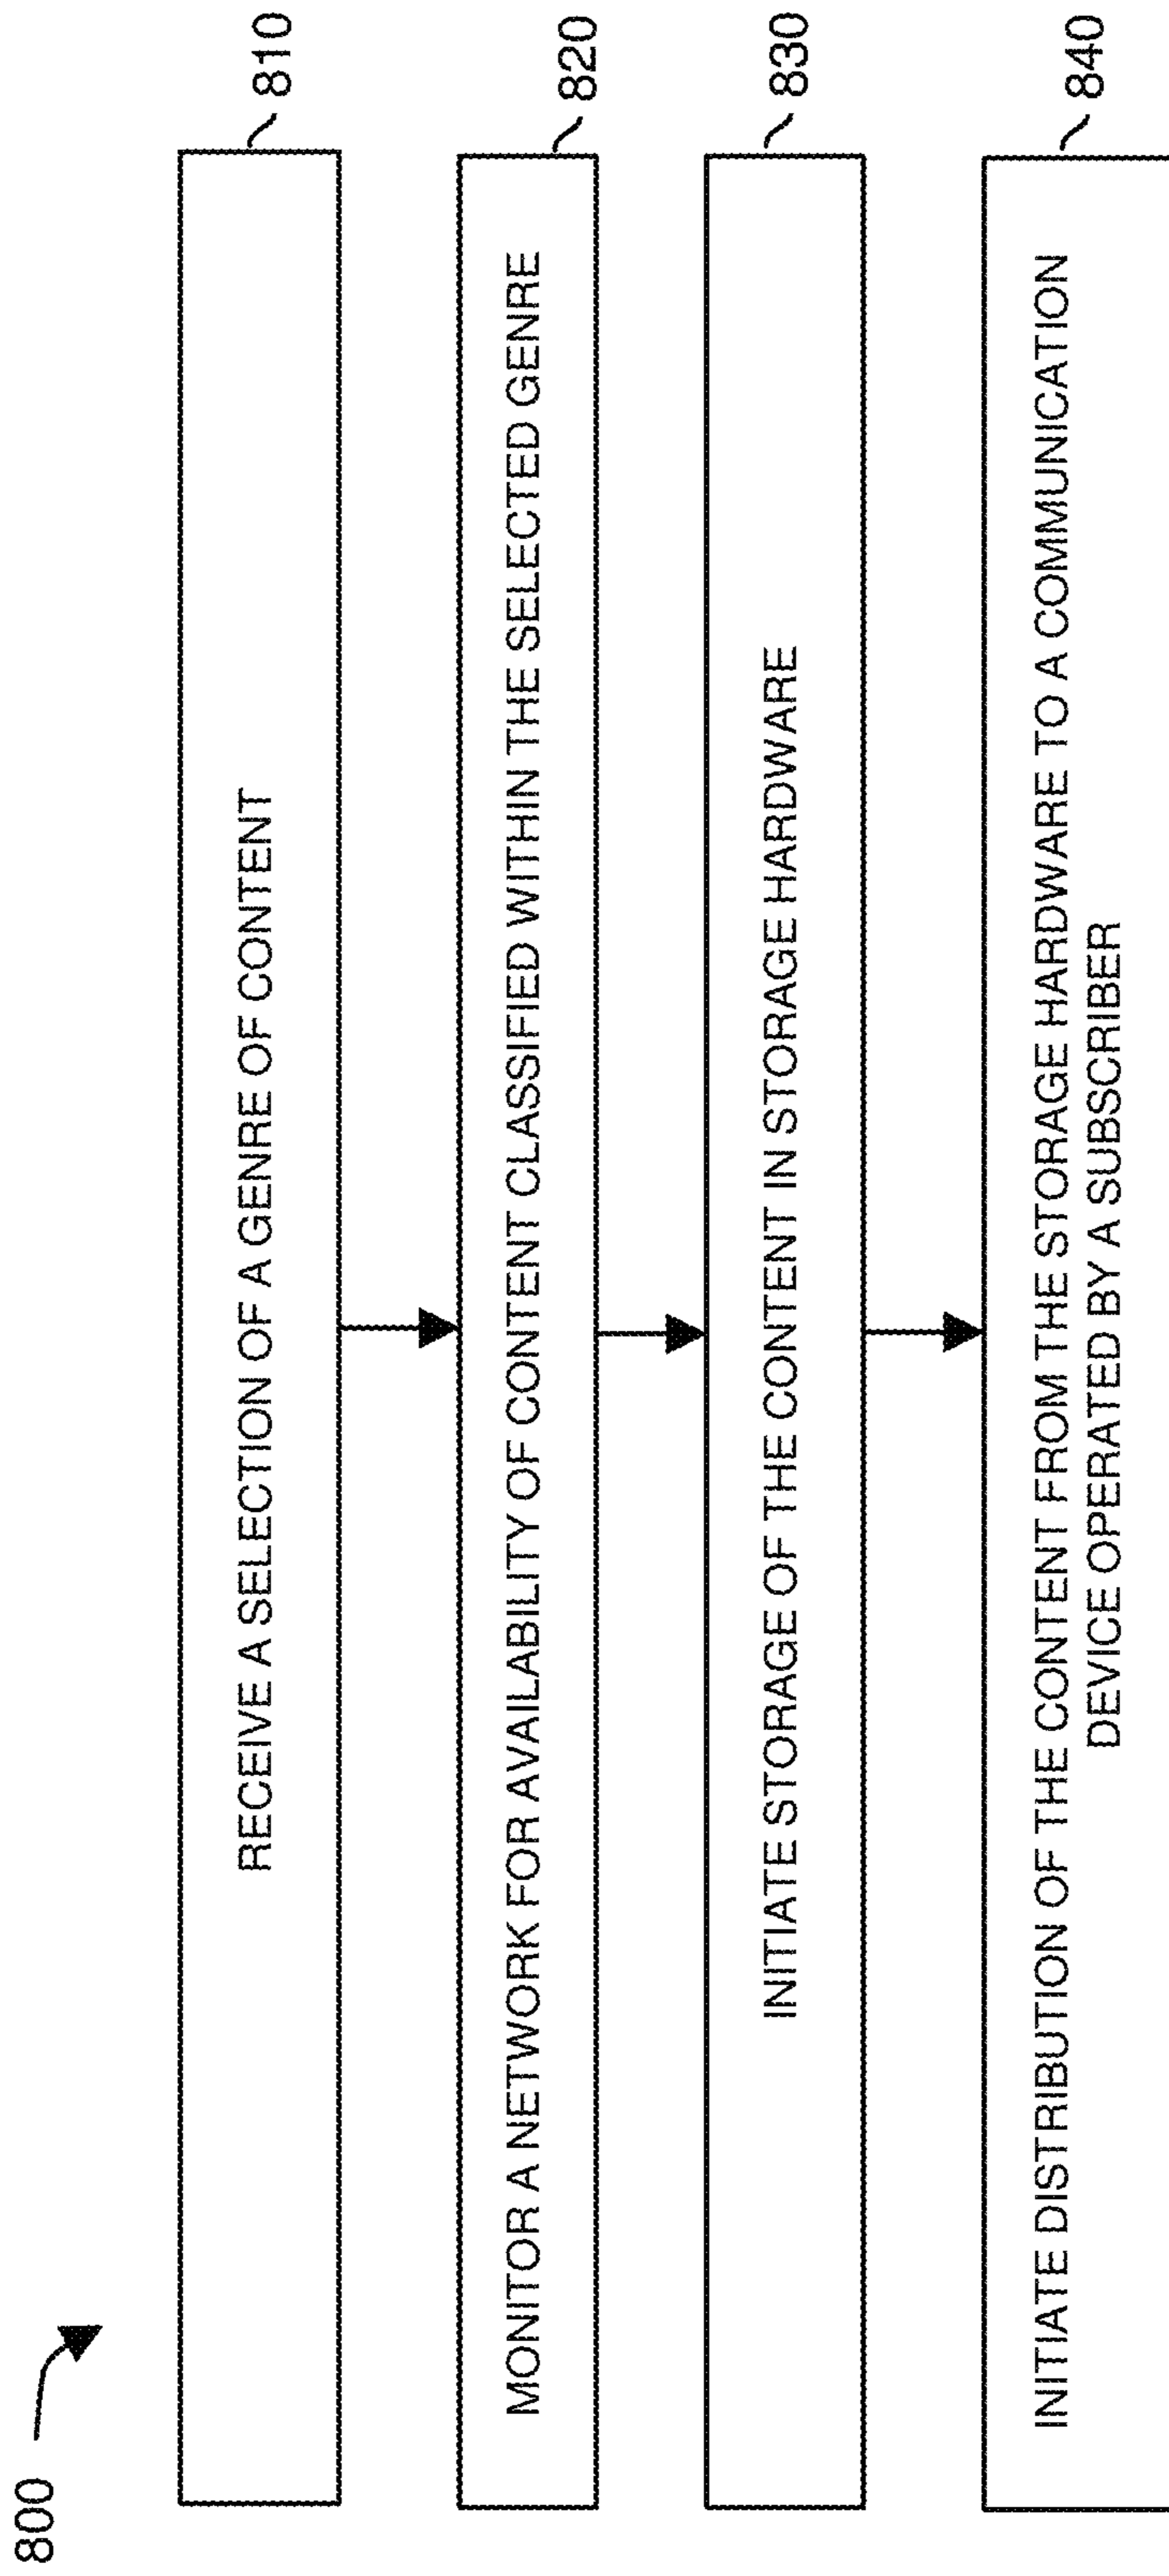 800
RECEIVE A SELECTION OF A GENRE OF CONTENT
810
MONITOR A NETWORK FOR AVAILABILITY OF CONTENT CLASSIFIED WITHIN THE SELECTED GENRE
820
INITIATE STORAGE OF THE CONTENT IN STORAGE HARDWARE
830
INITIATE DISTRIBUTION OF THE CONTENT FROM THE STORAGE HARDWARE TO A COMMUNICATION
DEVICE OPERATED BY A SUBSCRIBER
840